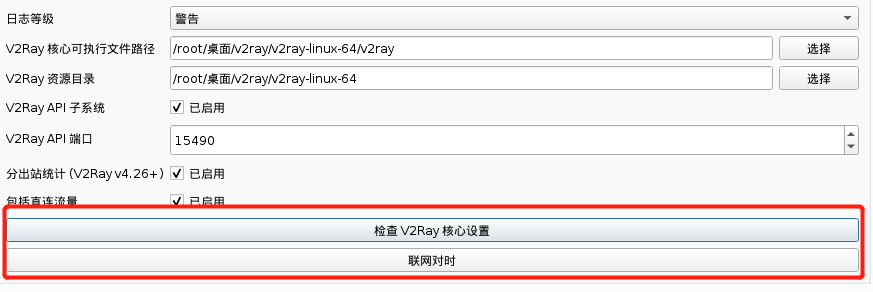 日志等级 警告
V2Ray 核心可执行文件路径 /root/桌面/v2ray/v2ray-linux-64/v2ray 选择
V2Ray 资源目录 /root/桌面/v2ray/v2ray-linux-64 选择
V2Ray API 子系统 已启用
V2Ray API 端口 15490
分出站统计 (V2Ray v4.26+) 已启用
包括直连流量 已启用
检查 V2Ray 核心设置
联网对时